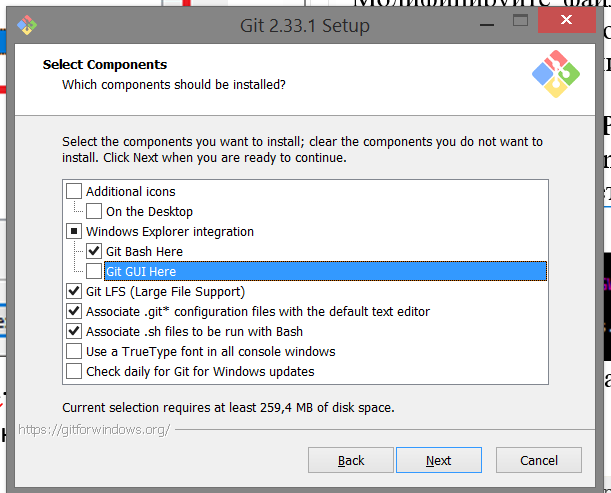 Git 2.33.1 Setup
Select Components
Which components should be installed?
Select the components you want to install; clear the components you do not want to
install. Click Next when you are ready to continue.
Additional icons
On the Desktop
Windows Explorer integration
Git Bash Here
Git GUI Here
Git LFS (Large File Support)
Associate .git* configuration files with the default text editor
Associate .sh files to be run with Bash
Use a TrueType font in all console windows
Check daily for Git for Windows updates
Current selection requires at least 259,4 MB of disk space.
https://gitforwindows.org/
Back
Next
Cancel